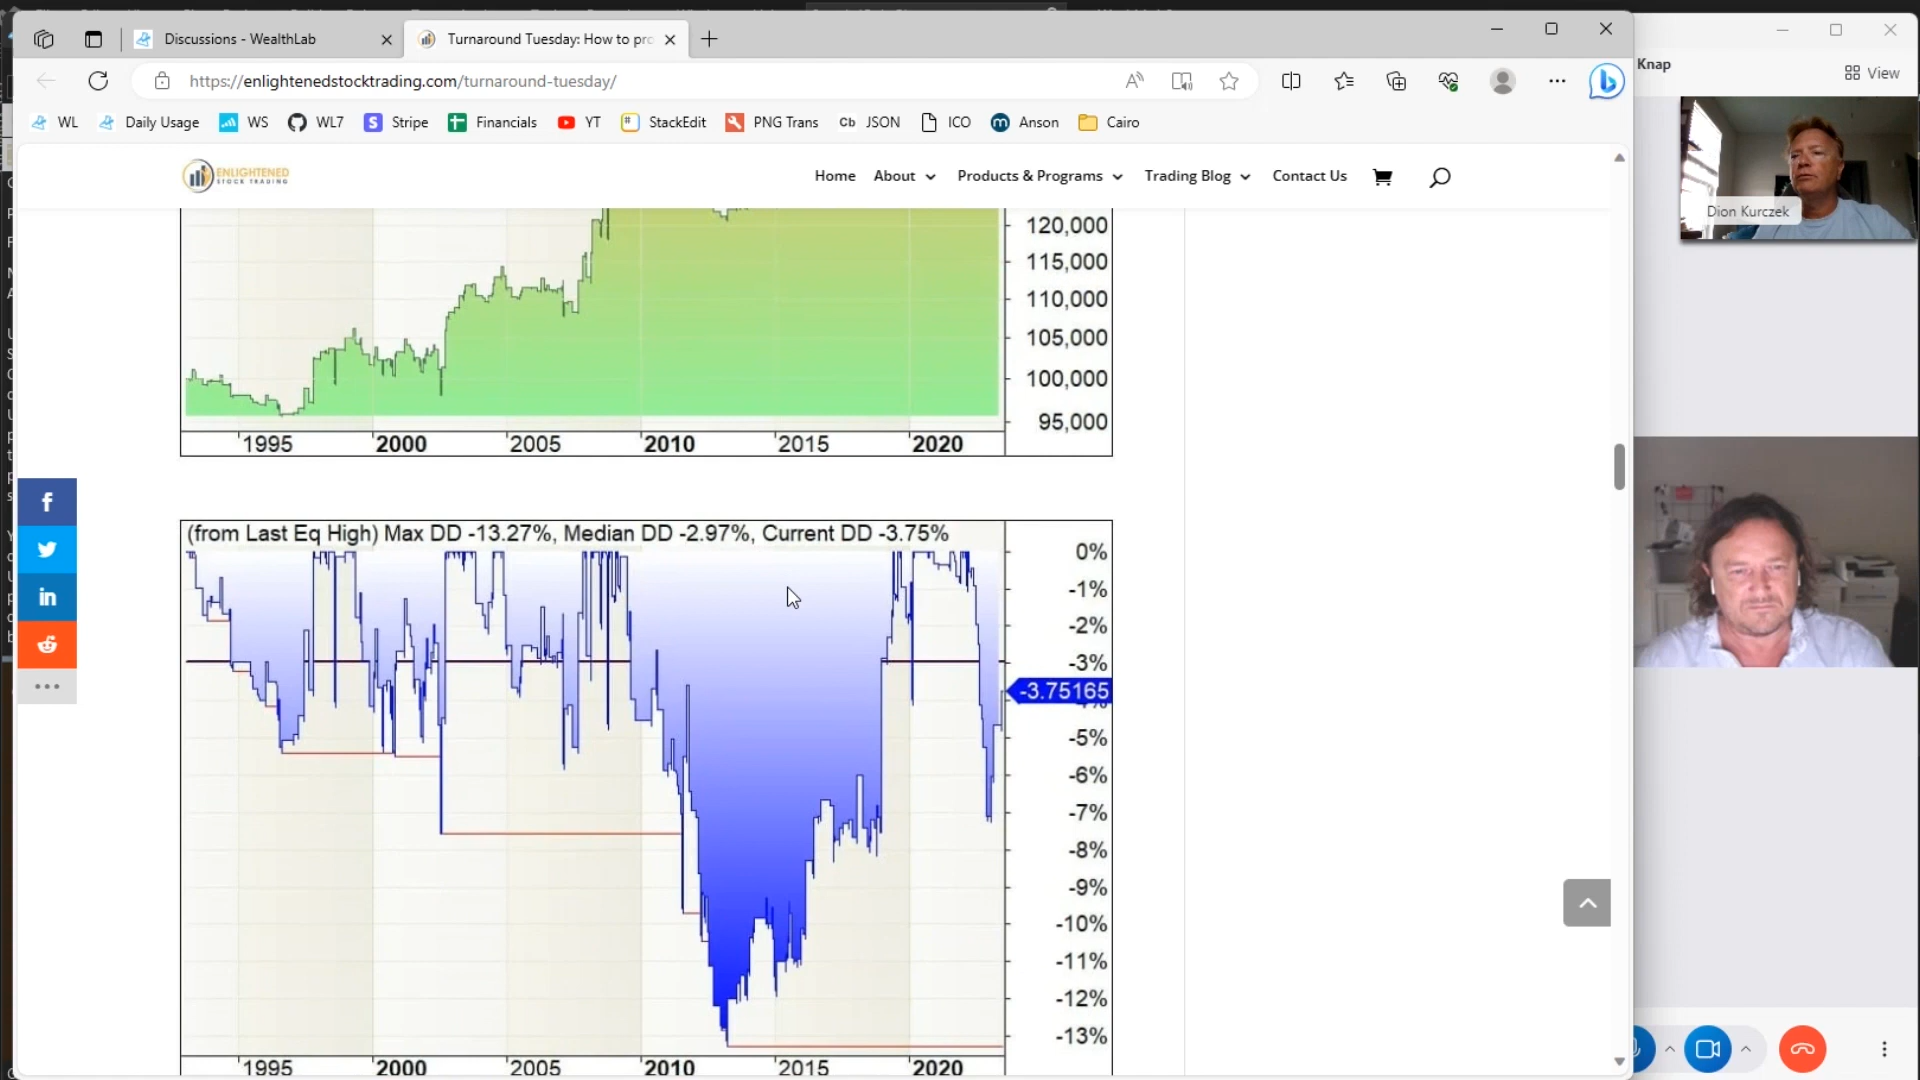 Discussions - WealthLab
Turnaround Tuesday: How to pro
https://enlightenedstocktrading.com/turnaround-tuesday/
WL
Daily Usage
WS
WL7
Stripe
Financials
YT
StackEdit
PNG Trans
Cb JSON
ICO
Anson
Cairo
ENLIGHTENED
STOCK TRADING
Home
About
Products & Programs
Trading Blog
Contact Us
120,000
115,000
110,000
105,000
100,000
95,000
1995 2000 2005 2010 2015 2020
(from Last Eq High) Max DD -13.27%, Median DD -2.97%, Current DD -3.75%
0%
-1%
-2%
-3%
-3.75165
-5%
-6%
-7%
-8%
-9%
-10%
-11%
-12%
-13%
1995 2000 2005 2010 2015 2020
Knap
View
Dion Kurczek